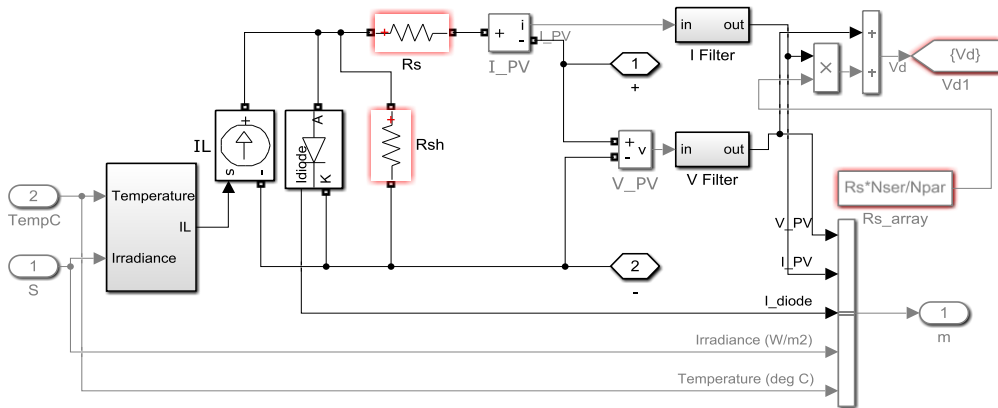 +
Rs
+
-
i
I_PV
I_PV
in
out
I Filter
1
+
×
÷
÷
Vd
{Vd}
Vd1
IL
+
s
-
A
Idiode
K
+
Rsh
+
-
v
V_PV
in
out
V Filter
Rs*Nser/Npar
Rs_array
2
TempC
Temperature
IL
Irradiance
1
S
2
-
V_PV
I_PV
I_diode
1
m
Irradiance (W/m2)
Temperature (deg C)